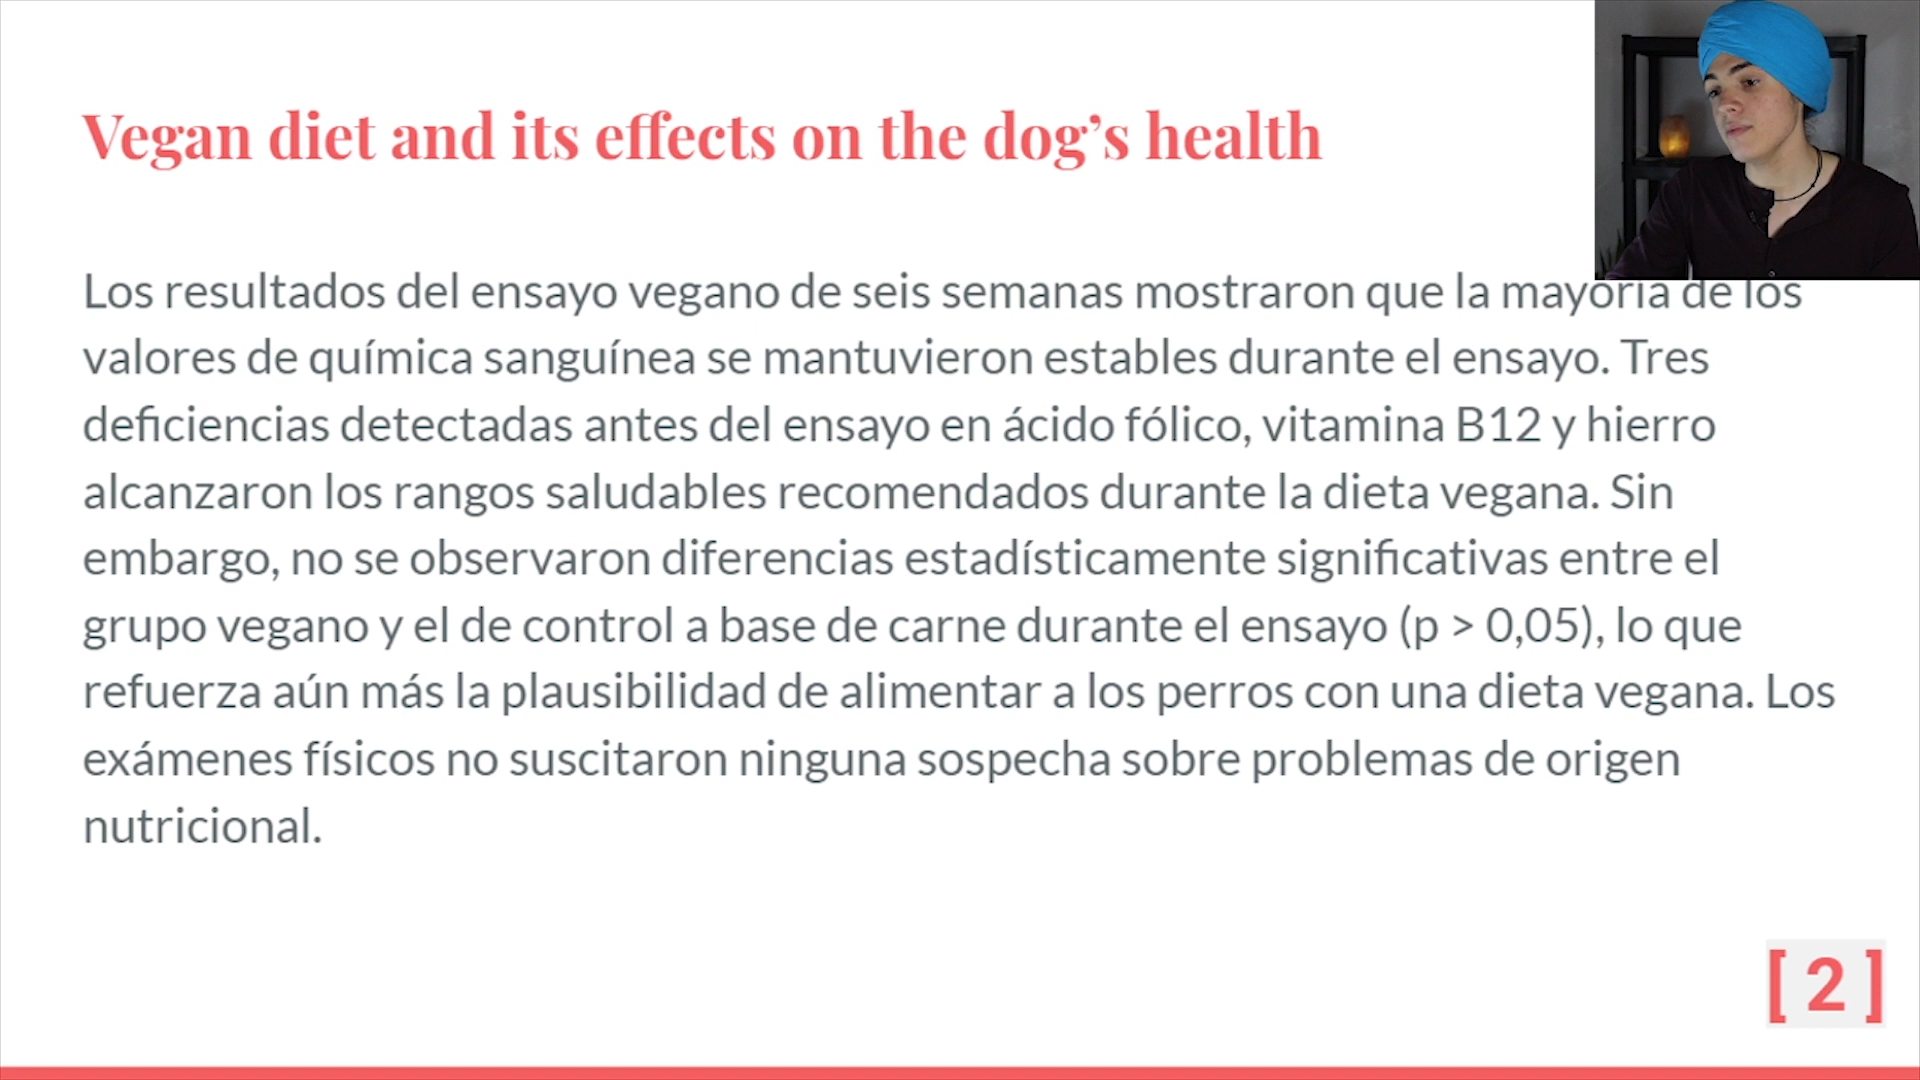 Vegan diet and its effects on the dog’s health
Los resultados del ensayo vegano de seis semanas mostraron que la mayoría de los
valores de química sanguínea se mantuvieron estables durante el ensayo. Tres
deficiencias detectadas antes del ensayo en ácido fólico, vitamina B12 y hierro
alcanzaron los rangos saludables recomendados durante la dieta vegana. Sin
embargo, no se observaron diferencias estadísticamente significativas entre el
grupo vegano y el de control a base de carne durante el ensayo (p > 0,05), lo que
refuerza aún más la plausibilidad de alimentar a los perros con una dieta vegana. Los
exámenes físicos no suscitaron ninguna sospecha sobre problemas de origen
nutricional.
[ 2 ]